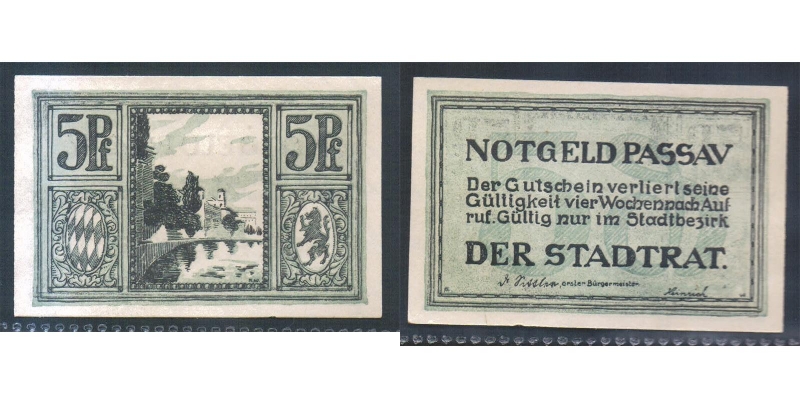 5Pf 5Pf
NOTGELD PASSAV
Der Gutschein verliert seine
Gültigkeit vier Wochen nach Auf
ruf. Gültig nur im Stadtbezirk
DER STADTRAT.
erster Bürgermeister
Heinrich